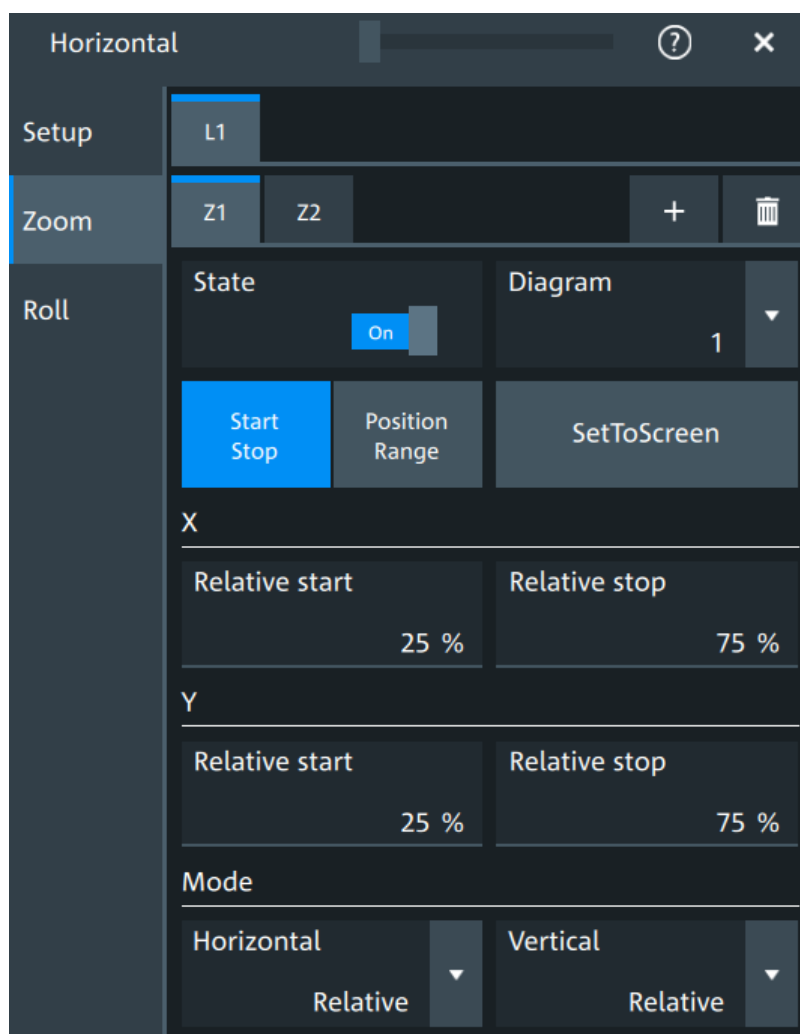 Horizontal
?
Setup
L1
Zoom
Z1 Z2 +
Roll
State Diagram
On
1
Start Position SetToScreen
Stop Range
X
Relative start Relative stop
25 % 75 %
Y
Relative start Relative stop
25 % 75 %
Mode
Horizontal Vertical
Relative Relative